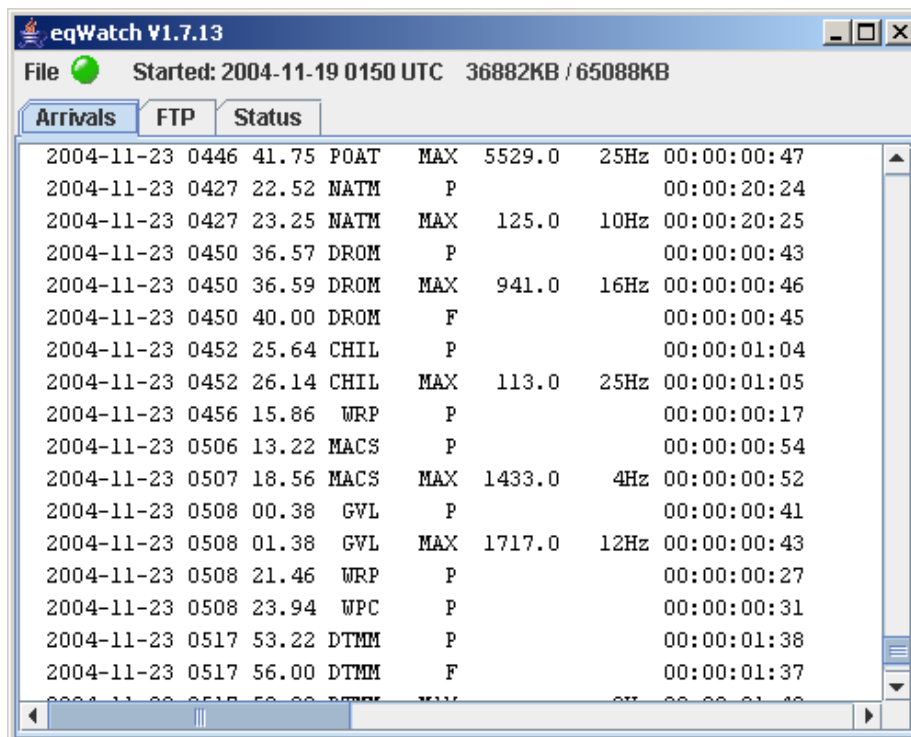 eqWatch V1.7.13
File Started: 2004-11-19 0150 UTC 36882KB / 65088KB
Arrivals FTP Status
2004-11-23 0446 41.75 POAT MAX 5529.0 25Hz 00:00:00:47
2004-11-23 0427 22.52 NATM P 00:00:20:24
2004-11-23 0427 23.25 NATM MAX 125.0 10Hz 00:00:20:25
2004-11-23 0450 36.57 DROM P 00:00:00:43
2004-11-23 0450 36.59 DROM MAX 941.0 16Hz 00:00:00:46
2004-11-23 0450 40.00 DROM F 00:00:00:45
2004-11-23 0452 25.64 CHIL P 00:00:01:04
2004-11-23 0452 26.14 CHIL MAX 113.0 25Hz 00:00:01:05
2004-11-23 0456 15.86 WRP P 00:00:00:17
2004-11-23 0506 13.22 MACS P 00:00:00:54
2004-11-23 0507 18.56 MACS MAX 1433.0 4Hz 00:00:00:52
2004-11-23 0508 00.38 GVL P 00:00:00:41
2004-11-23 0508 01.38 GVL MAX 1717.0 12Hz 00:00:00:43
2004-11-23 0508 21.46 WRP P 00:00:00:27
2004-11-23 0508 23.94 WPC P 00:00:00:31
2004-11-23 0517 53.22 DTMM P 00:00:01:38
2004-11-23 0517 56.00 DTMM F 00:00:01:37